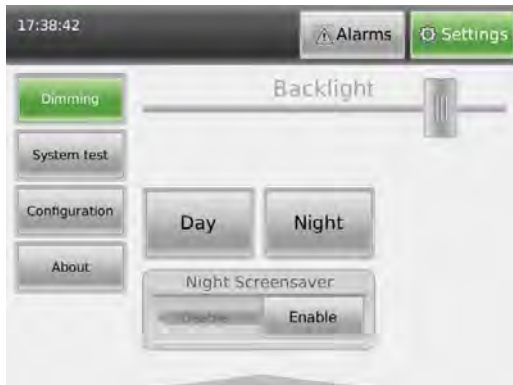 17:38:42
Alarms
Settings
Dimming
Backlight
System test
Configuration
Day
Night
About
Night Screensaver
Enable